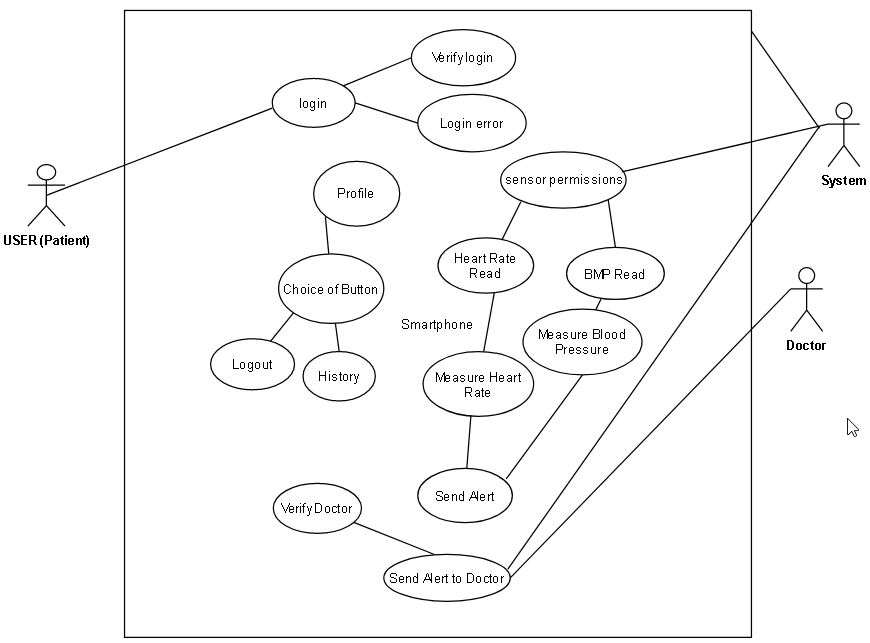 Verify login
login
Login error
sensor permissions
System
Profile
USER (Patient)
Heart Rate
Read
BMP Read
Choice of Button
Smartphone
Measure Blood
Pressure
Doctor
Logout
History
Measure Heart
Rate
Send Alert
Verify Doctor
Send Alert to Doctor